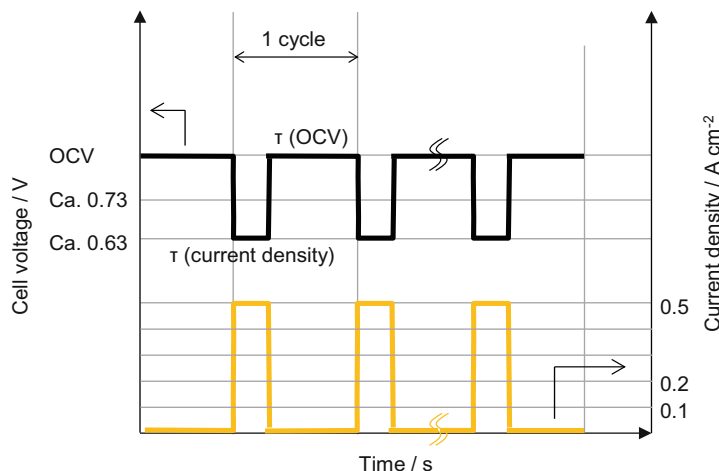 1 cycle
τ (OCV)
OCV
Ca. 0.73
Ca. 0.63
τ (current density)
Cell voltage / V
0.5
0.2
0.1
Current density / A cm-2
Time / s